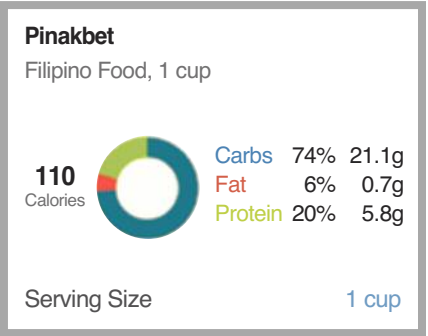 Pinakbet
Filipino Food, 1 cup
110
Calories
Carbs 74% 21.1g
Fat 6% 0.7g
Protein 20% 5.8g
Serving Size 1 cup